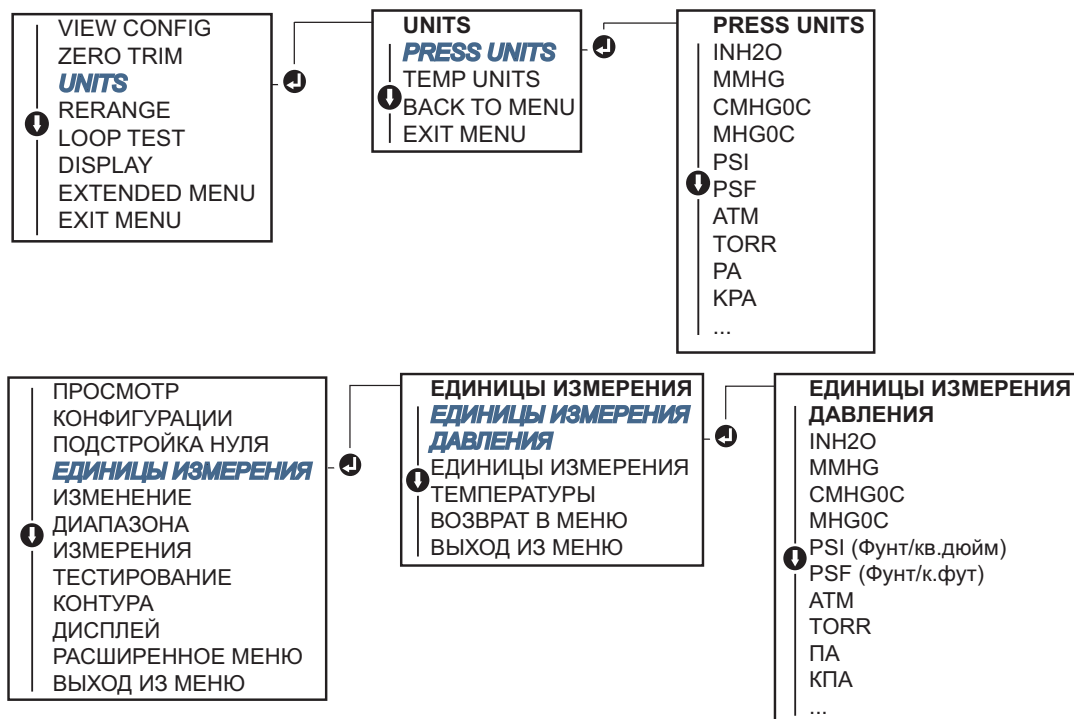 VIEW CONFIG
ZERO TRIM
UNITS
RERANGE
LOOP TEST
DISPLAY
EXTENDED MENU
EXIT MENU
UNITS
PRESS UNITS
TEMP UNITS
BACK TO MENU
EXIT MENU
PRESS UNITS
INH2O
MMHG
CMHG0C
MHG0C
PSI
PSF
ATM
TORR
PA
KPA
...
ПРОСМОТР
КОНФИГУРАЦИИ
ПОДСТРОЙКА НУЛЯ
ЕДИНИЦЫ ИЗМЕРЕНИЯ
ИЗМЕНЕНИЕ
ДИАПАЗОНА
ИЗМЕРЕНИЯ
ТЕСТИРОВАНИЕ
КОНТУРА
ДИСПЛЕЙ
РАСШИРЕННОЕ МЕНЮ
ВЫХОД ИЗ МЕНЮ
ЕДИНИЦЫ ИЗМЕРЕНИЯ
ЕДИНИЦЫ ИЗМЕРЕНИЯ
ДАВЛЕНИЯ
ЕДИНИЦЫ ИЗМЕРЕНИЯ
ТЕМПЕРАТУРЫ
ВОЗВРАТ В МЕНЮ
ВЫХОД ИЗ МЕНЮ
ЕДИНИЦЫ ИЗМЕРЕНИЯ
ДАВЛЕНИЯ
INH2O
MMHG
CMHG0C
MHG0C
PSI (Фунт/кв.дюйм)
PSF (Фунт/к.фут)
ATM
TORR
ПА
КПА
...